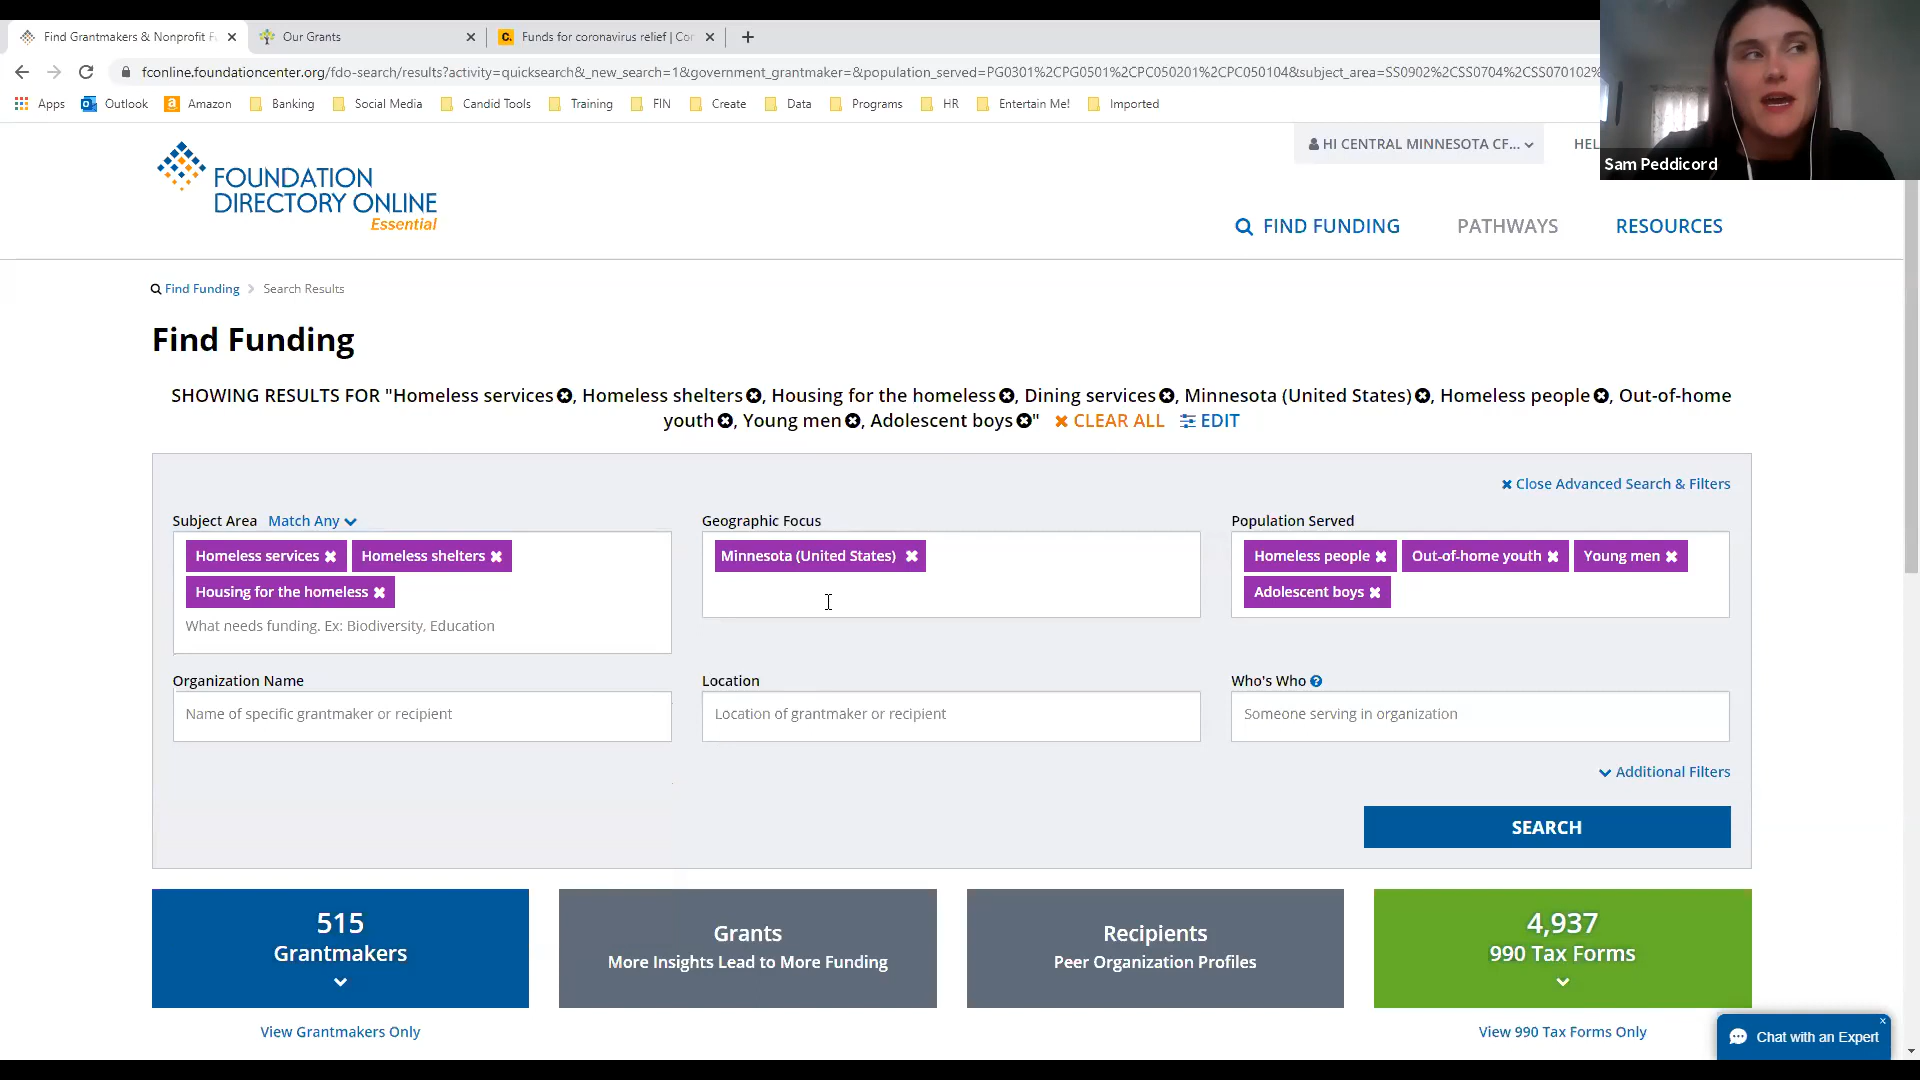 Find Grantmakers & Nonprofit F
Our Grants
Funds for coronavirus relief | Cor
fconline.foundationcenter.org/fdo-search/results?activity=quicksearch&_new_search=1&government_grantmaker=&population_served=PG0301%2CPG0501%2CPC050201%2CPC050104&subject_area=SS0902%2CSS0704%2CSS070102%
Apps
Outlook
Amazon
Banking
Social Media
Candid Tools
Training
FIN
Create
Data
Programs
HR
Entertain Me!
Imported
Sam Peddicord
HI CENTRAL MINNESOTA CF...
HEL
FOUNDATION
DIRECTORY ONLINE
Essential
FIND FUNDING
PATHWAYS
RESOURCES
Find Funding > Search Results
Find Funding
SHOWING RESULTS FOR "Homeless services, Homeless shelters, Housing for the homeless, Dining services, Minnesota (United States), Homeless people, Out-of-home
youth, Young men, Adolescent boys" CLEAR ALL EDIT
Close Advanced Search & Filters
Subject Area Match Any
Geographic Focus
Population Served
Homeless services
Homeless shelters
Housing for the homeless
What needs funding. Ex: Biodiversity, Education
Minnesota (United States)
Homeless people
Out-of-home youth
Young men
Adolescent boys
Organization Name
Location
Who's Who
Name of specific grantmaker or recipient
Location of grantmaker or recipient
Someone serving in organization
Additional Filters
SEARCH
515
Grantmakers
Grants
More Insights Lead to More Funding
Recipients
Peer Organization Profiles
4,937
990 Tax Forms
View Grantmakers Only
View 990 Tax Forms Only
Chat with an Expert